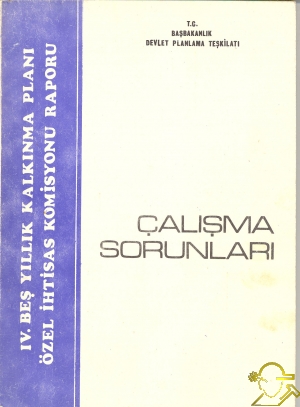 T.C.
BAŞBAKANLIK
DEVLET PLANLAMA TEŞKİLATI
IV. BEŞ YILLIK KALKINMA PLANI
ÖZEL İHTİSAS KOMİSYONU RAPORU
ÇALIŞMA
SORUNLARI